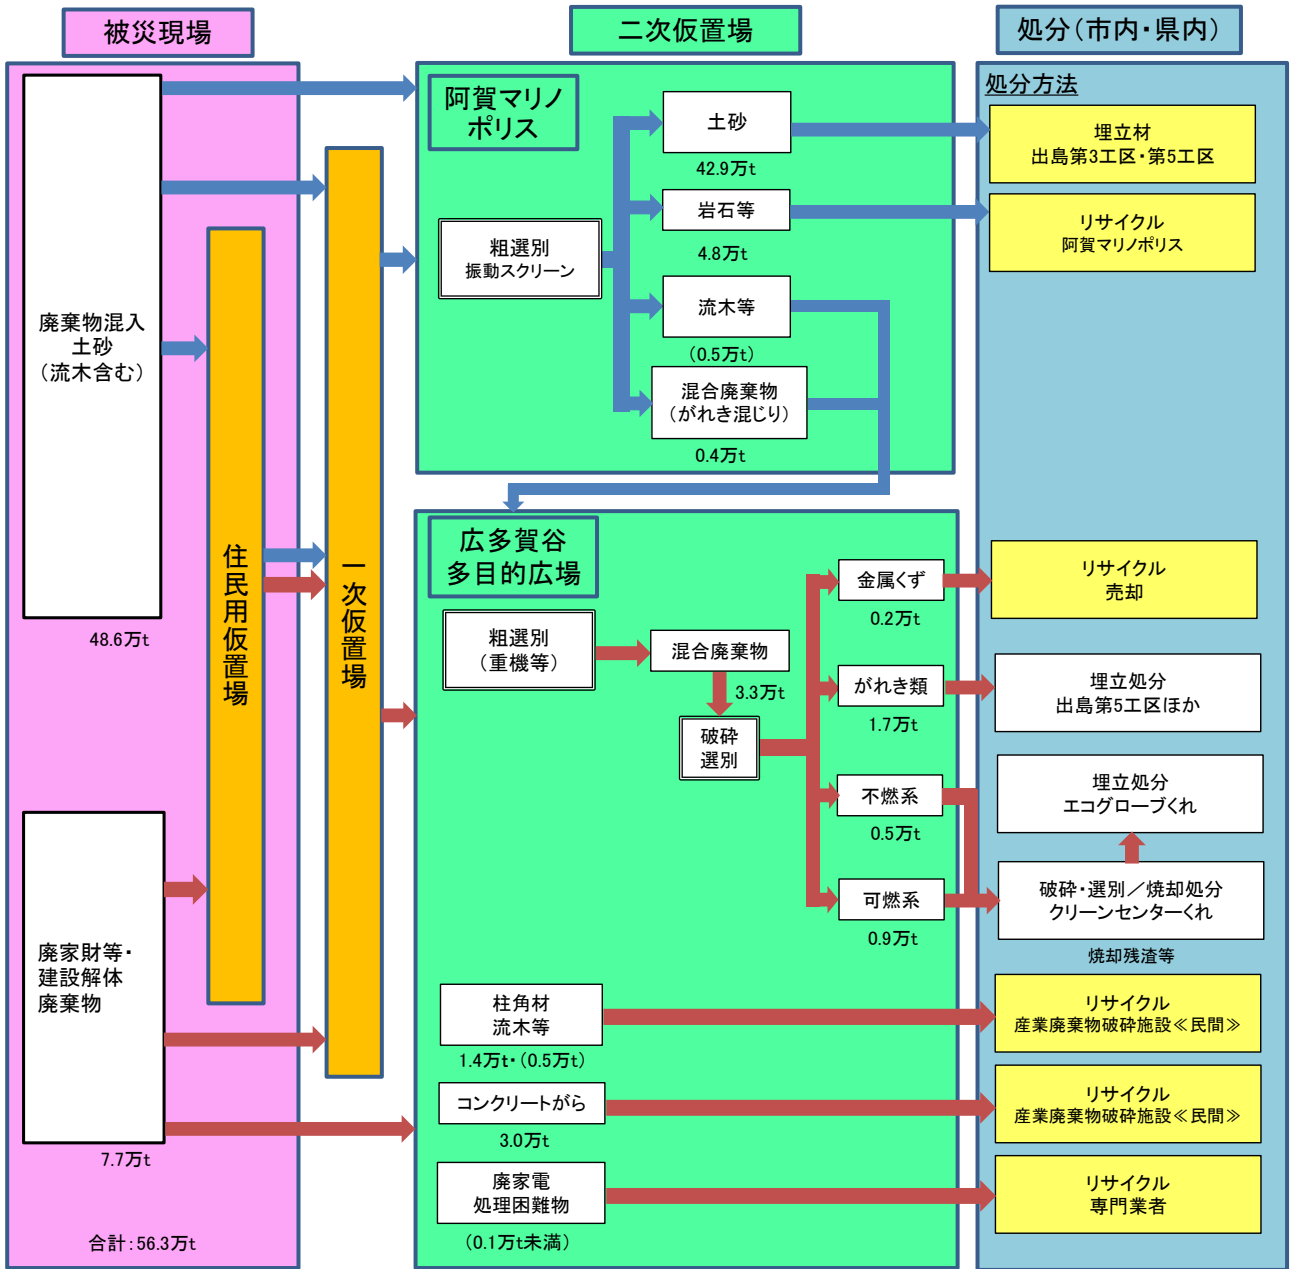 被災現場
二次仮置場
処分(市内・県内)
廃棄物混入
土砂
(流木含む)
48.6万t
廃家財等・
建設解体
廃棄物
7.7万t
合計:56.3万t
住民用仮置場
一次仮置場
阿賀マリノ
ポリス
粗選別
振動スクリーン
土砂
42.9万t
岩石等
4.8万t
流木等
(0.5万t)
混合廃棄物
(がれき混じり)
0.4万t
広多賀谷
多目的広場
粗選別
(重機等)
混合廃棄物
3.3万t
破砕
選別
金属くず
0.2万t
がれき類
1.7万t
不燃系
0.5万t
可燃系
0.9万t
柱角材
流木等
1.4万t・(0.5万t)
コンクリートがら
3.0万t
廃家電
処理困難物
(0.1万t未満)
処分方法
埋立材
出島第3工区・第5工区
リサイクル
阿賀マリノポリス
リサイクル
売却
埋立処分
出島第5工区ほか
埋立処分
エコグローブくれ
破砕・選別/焼却処分
クリーンセンターくれ
焼却残渣等
リサイクル
産業廃棄物破砕施設≪民間≫
リサイクル
産業廃棄物破砕施設≪民間≫
リサイクル
専門業者